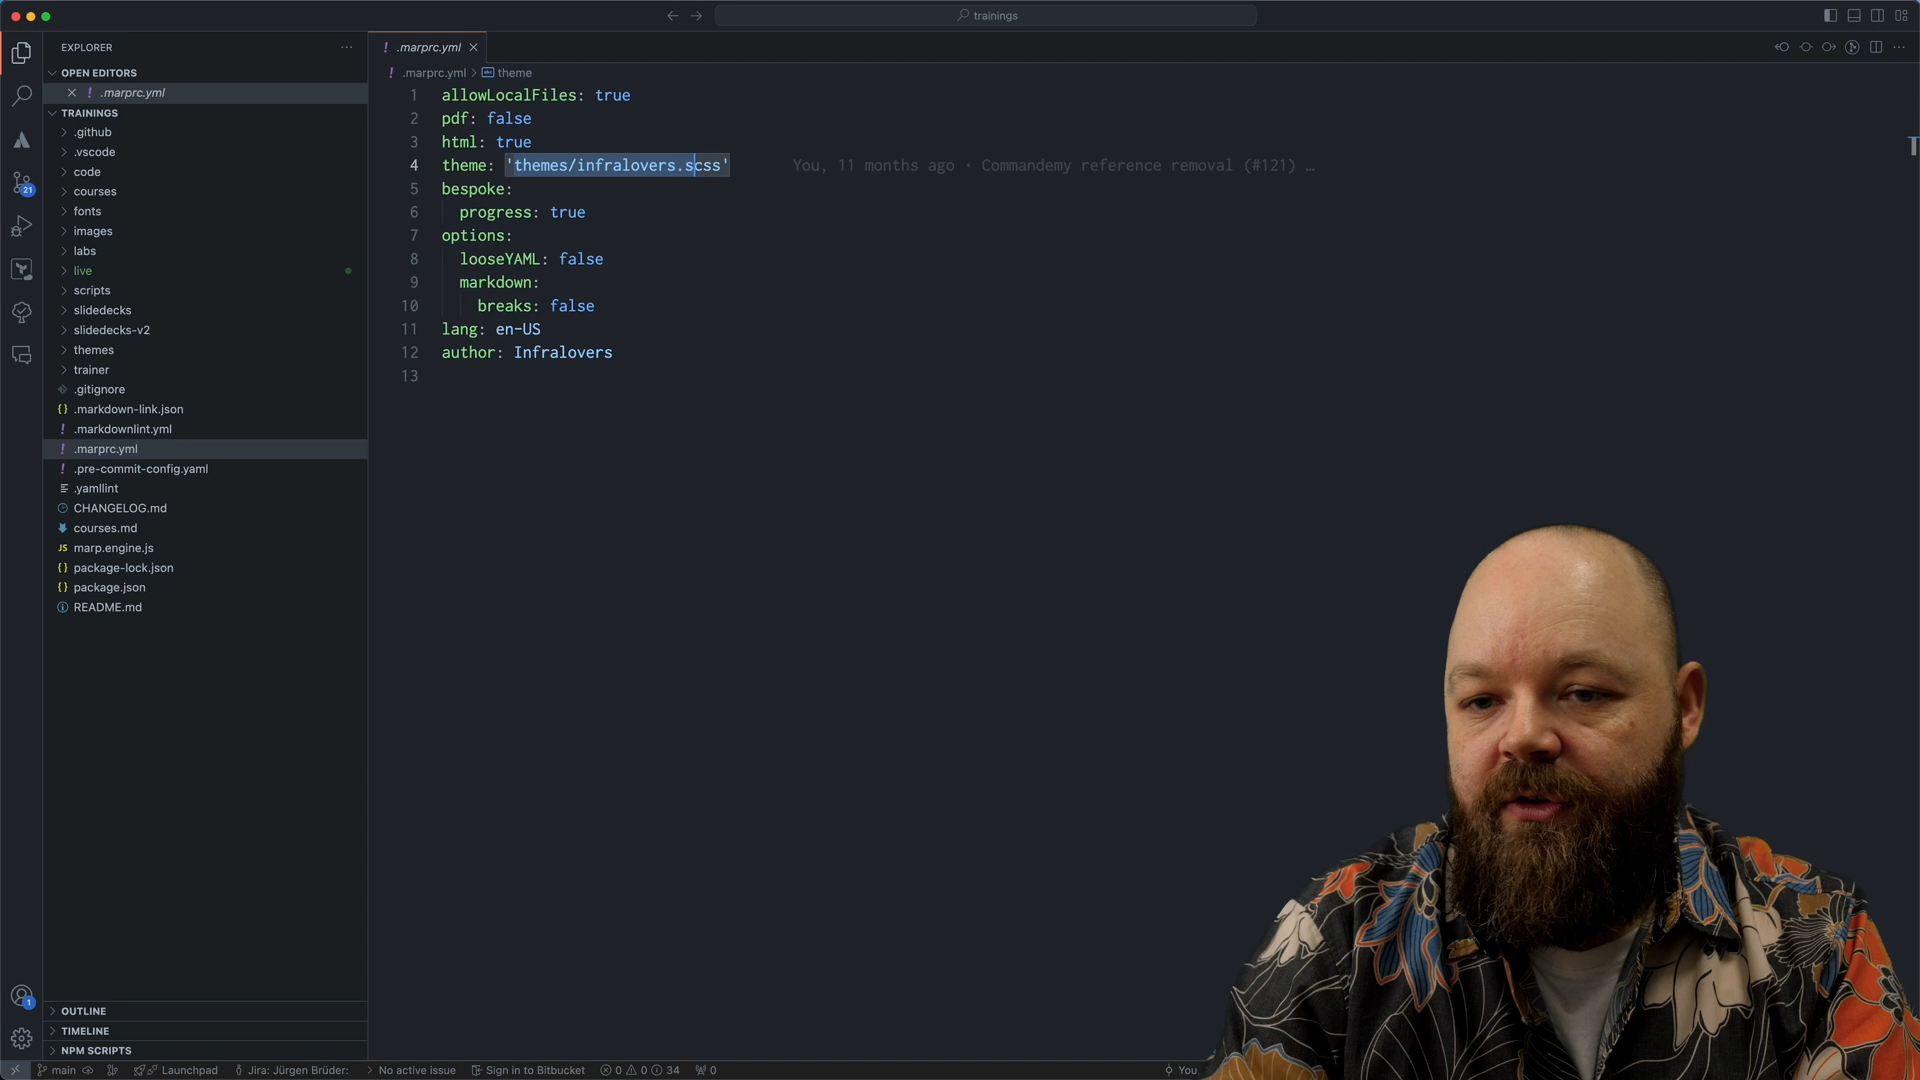 trainings
EXPLORER
OPEN EDITORS
.marprc.yml
TRAININGS
.github
.vscode
code
courses
fonts
images
labs
live
scripts
slidedecks
slidedecks-v2
themes
trainer
.gitignore
.markdown-link.json
.markdownlint.yml
.marprc.yml
.pre-commit-config.yaml
.yamllint
CHANGELOG.md
courses.md
JS marp.engine.js
{} package-lock.json
{} package.json
README.md
OUTLINE
TIMELINE
NPM SCRIPTS
21
1
! .marprc.yml
! .marprc.yml > theme
1 allowLocalFiles: true
2 pdf: false
3 html: true
4 theme: 'themes/infralovers.scss' You, 11 months ago • Commandemy reference removal (#121) …
5 bespoke:
6 progress: true
7 options:
8 looseYAML: false
9 markdown:
10 breaks: false
11 lang: en-US
12 author: Infralovers
13
main Launchpad Jira: Jürgen Brüder: > No active issue Sign in to Bitbucket 0 0 34 0 You